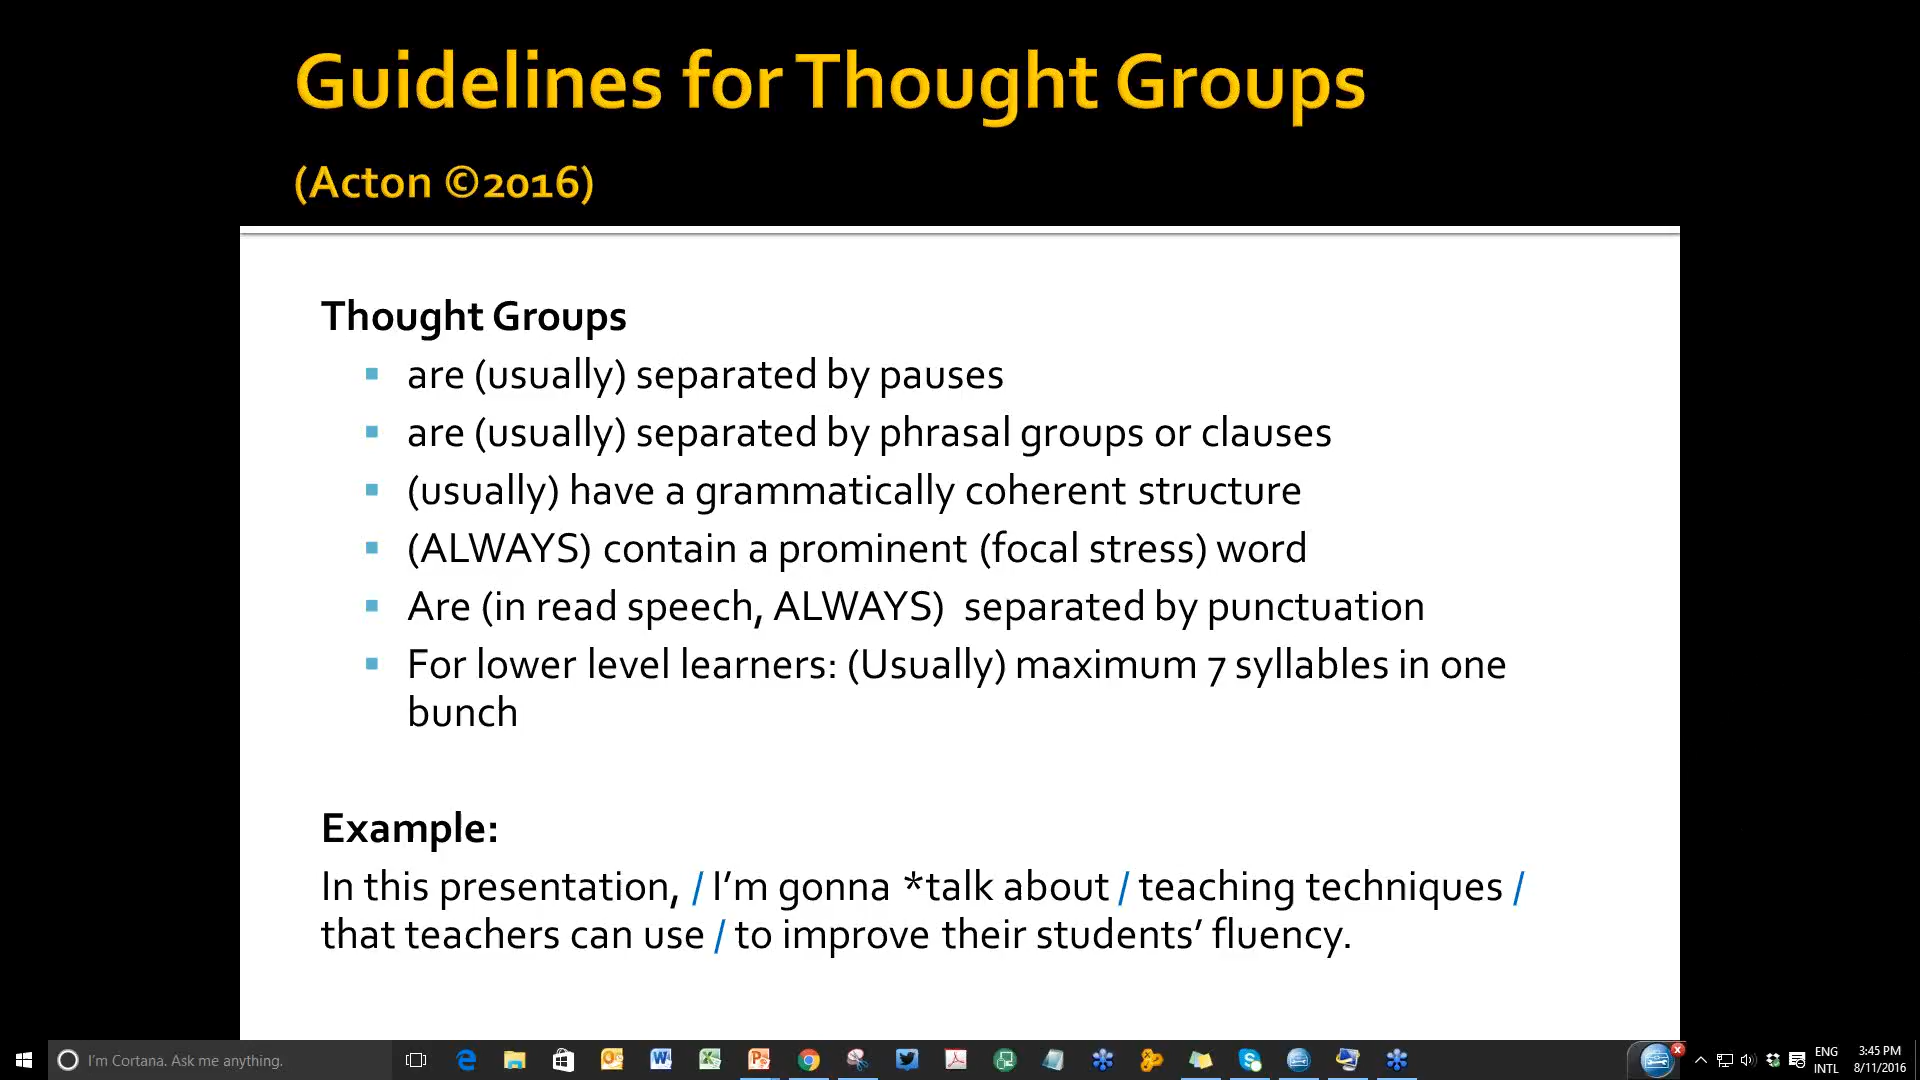 Guidelines for Thought Groups
(Acton ©2016)
Thought Groups
are (usually) separated by pauses
are (usually) separated by phrasal groups or clauses
(usually) have a grammatically coherent structure
(ALWAYS) contain a prominent (focal stress) word
Are (in read speech, ALWAYS)  separated by punctuation
For lower level learners: (Usually) maximum 7 syllables in one
bunch
Example:
In this presentation, / I’m gonna *talk about / teaching techniques /
that teachers can use / to improve their students’ fluency.
I'm Cortana. Ask me anything.
ENG
INTL
3:45 PM
8/11/2016